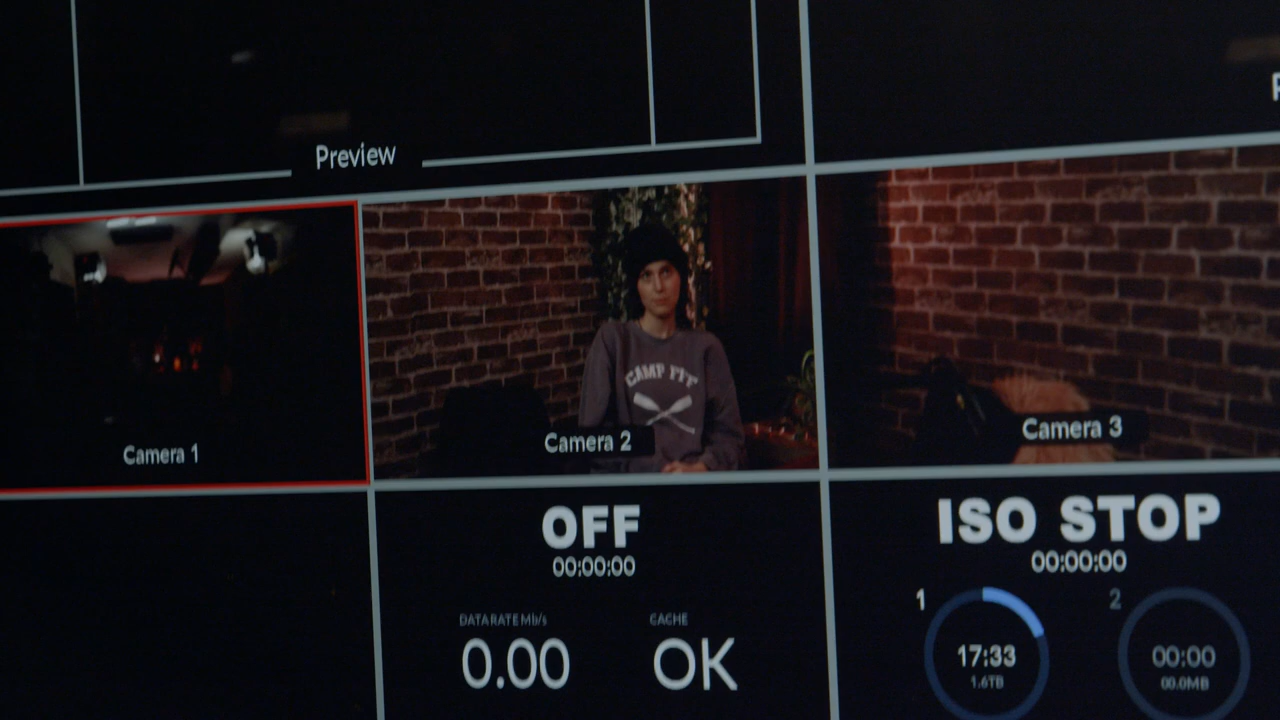 Preview
P
Camera 1
Camera 2
Camera 3
CAMP
OFF
00:00:00
DATA RATE Mb/s
CACHE
0.00
OK
ISO STOP
00:00:00
1
2
17:33
1.6TB
00:00
00.0MB